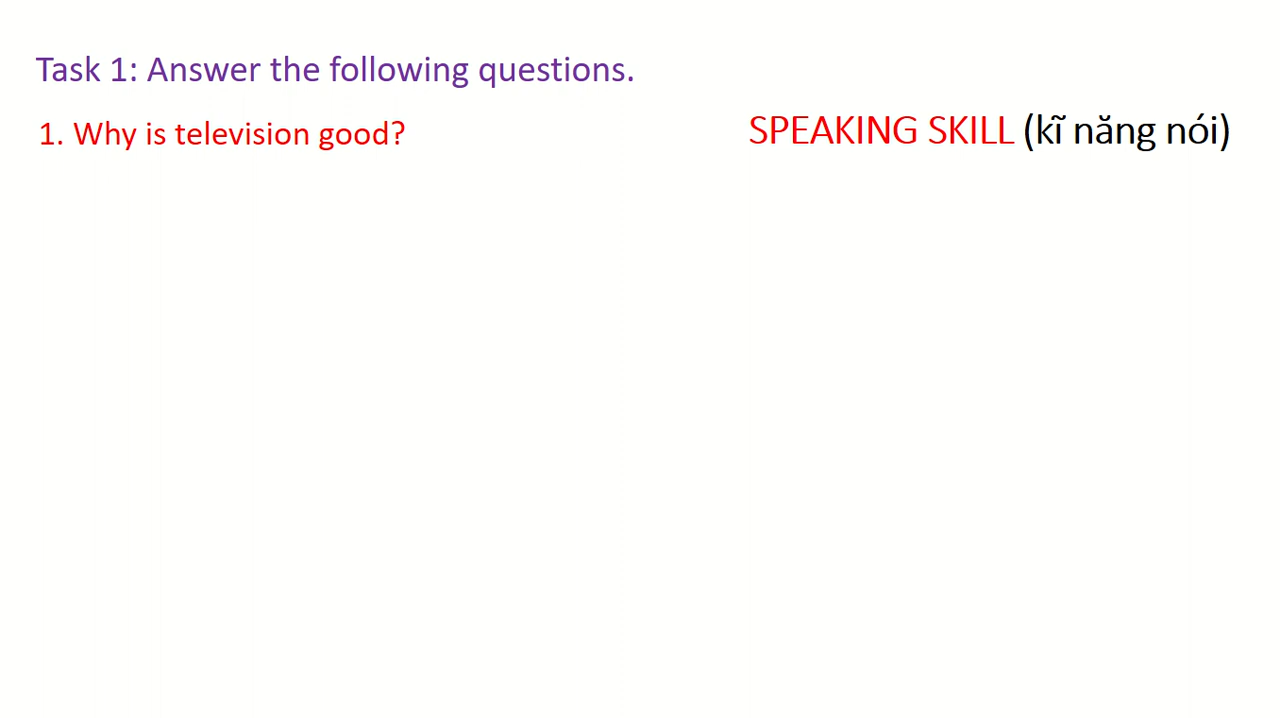 Task 1: Answer the following questions.
1. Why is television good?
SPEAKING SKILL (kĩ năng nói)